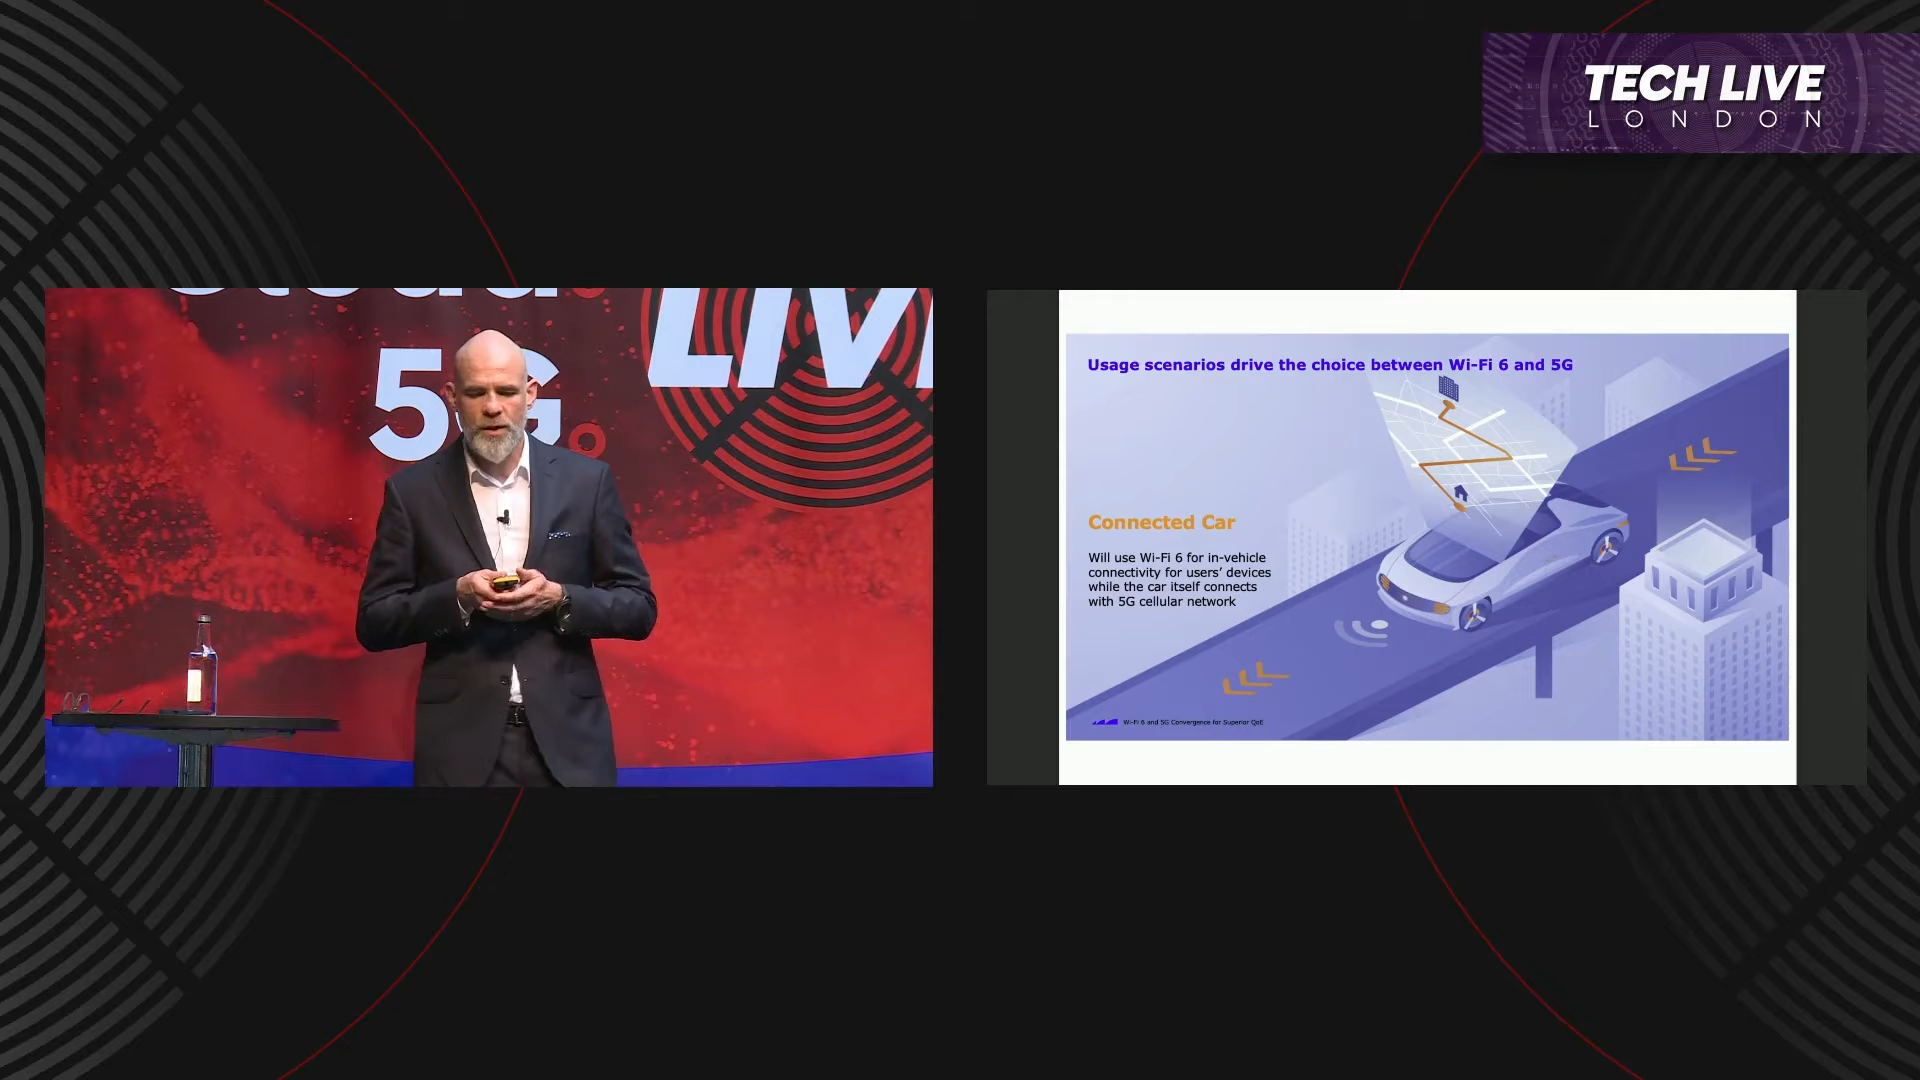 TECH LIVE
LONDON
Cloud.
5G.
LIVE
Usage scenarios drive the choice between Wi-Fi 6 and 5G
Connected Car
Will use Wi-Fi 6 for in-vehicle
connectivity for users’ devices
while the car itself connects
with 5G cellular network
Wi-Fi 6 and 5G Convergence for Superior QoE